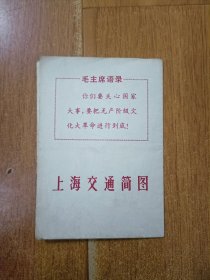 毛主席语录
你们要关心国家
大事，要把无产阶级文
化大革命进行到底！
上海交通简图